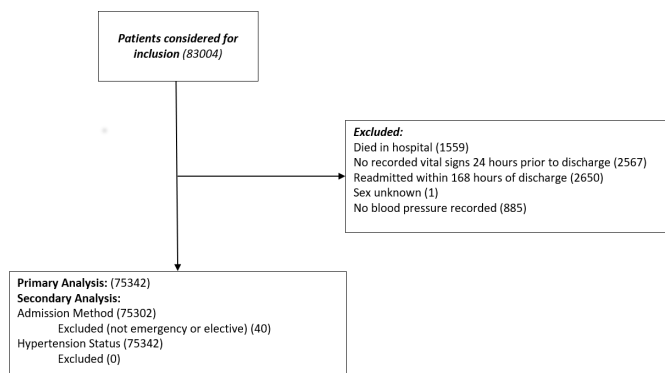 Patients considered for
inclusion (83004)
Excluded:
Died in hospital (1559)
No recorded vital signs 24 hours prior to discharge (2567)
Readmitted within 168 hours of discharge (2650)
Sex unknown (1)
No blood pressure recorded (885)
Primary Analysis: (75342)
Secondary Analysis:
Admission Method (75302)
Excluded (not emergency or elective) (40)
Hypertension Status (75342)
Excluded (0)